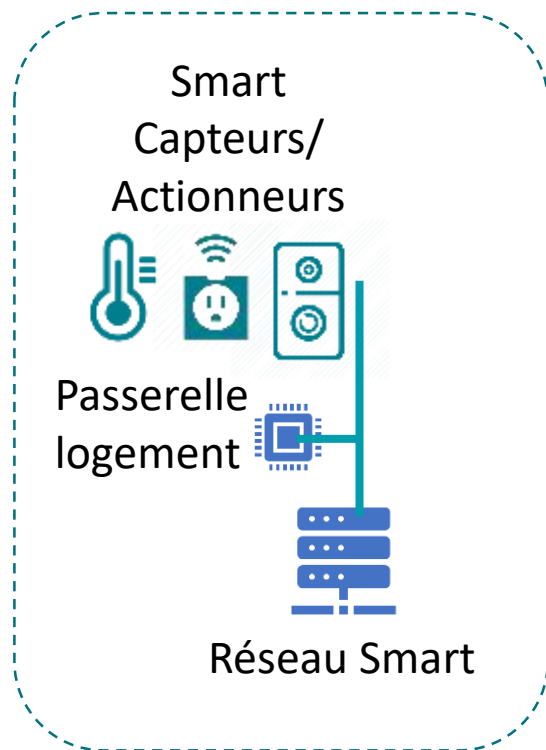 Smart
Capteurs/
Actionneurs
Passerelle
logement
Réseau Smart